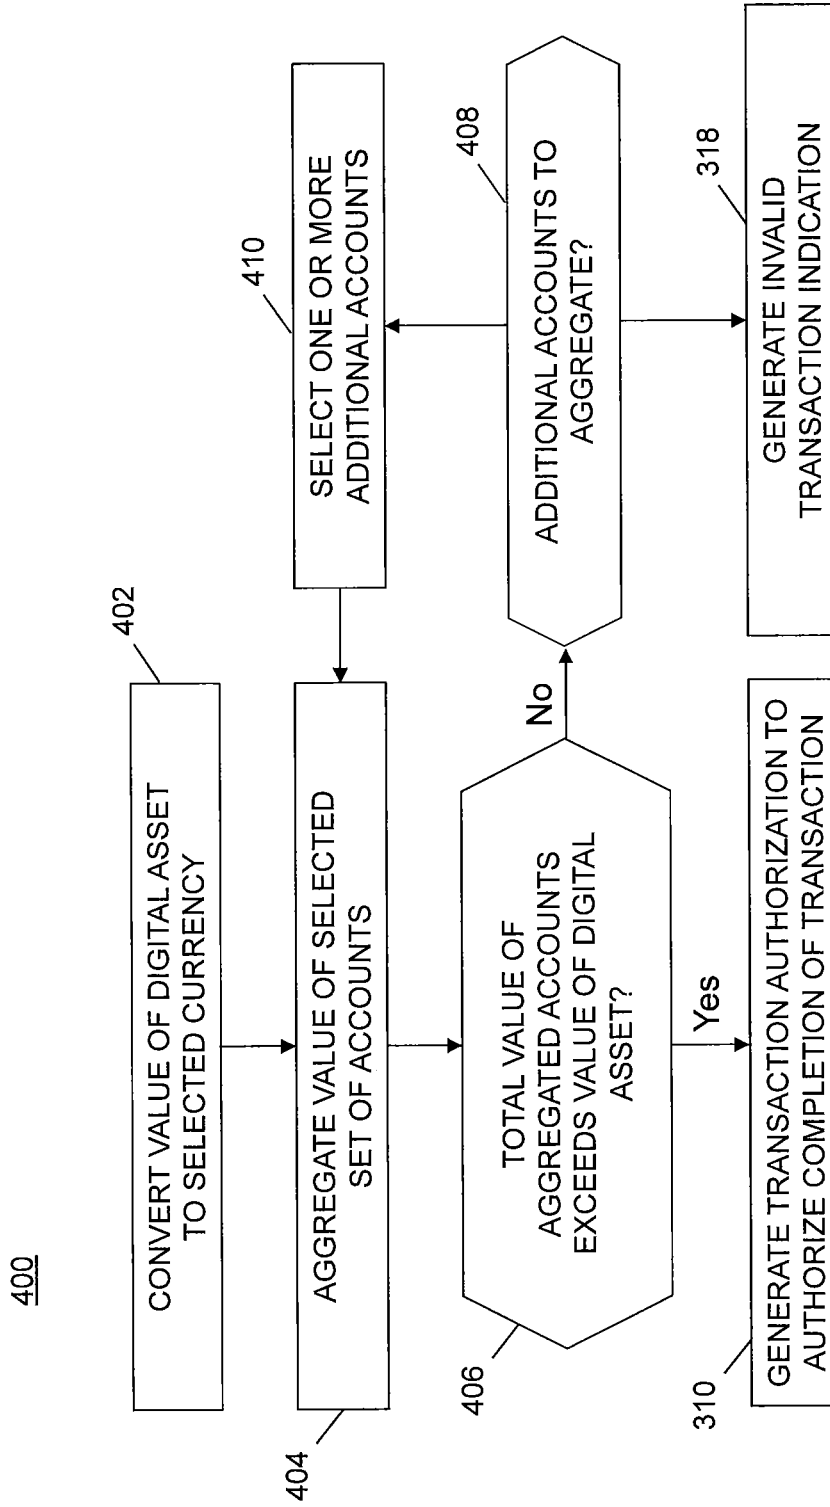 400
402
CONVERT VALUE OF DIGITAL ASSET
TO SELECTED CURRENCY
404
AGGREGATE VALUE OF SELECTED
SET OF ACCOUNTS
410
SELECT ONE OR MORE
ADDITIONAL ACCOUNTS
406
TOTAL VALUE OF
AGGREGATED ACCOUNTS
EXCEEDS VALUE OF DIGITAL
ASSET?
No
408
ADDITIONAL ACCOUNTS TO
AGGREGATE?
Yes
310
GENERATE TRANSACTION AUTHORIZATION TO
AUTHORIZE COMPLETION OF TRANSACTION
318
GENERATE INVALID
TRANSACTION INDICATION